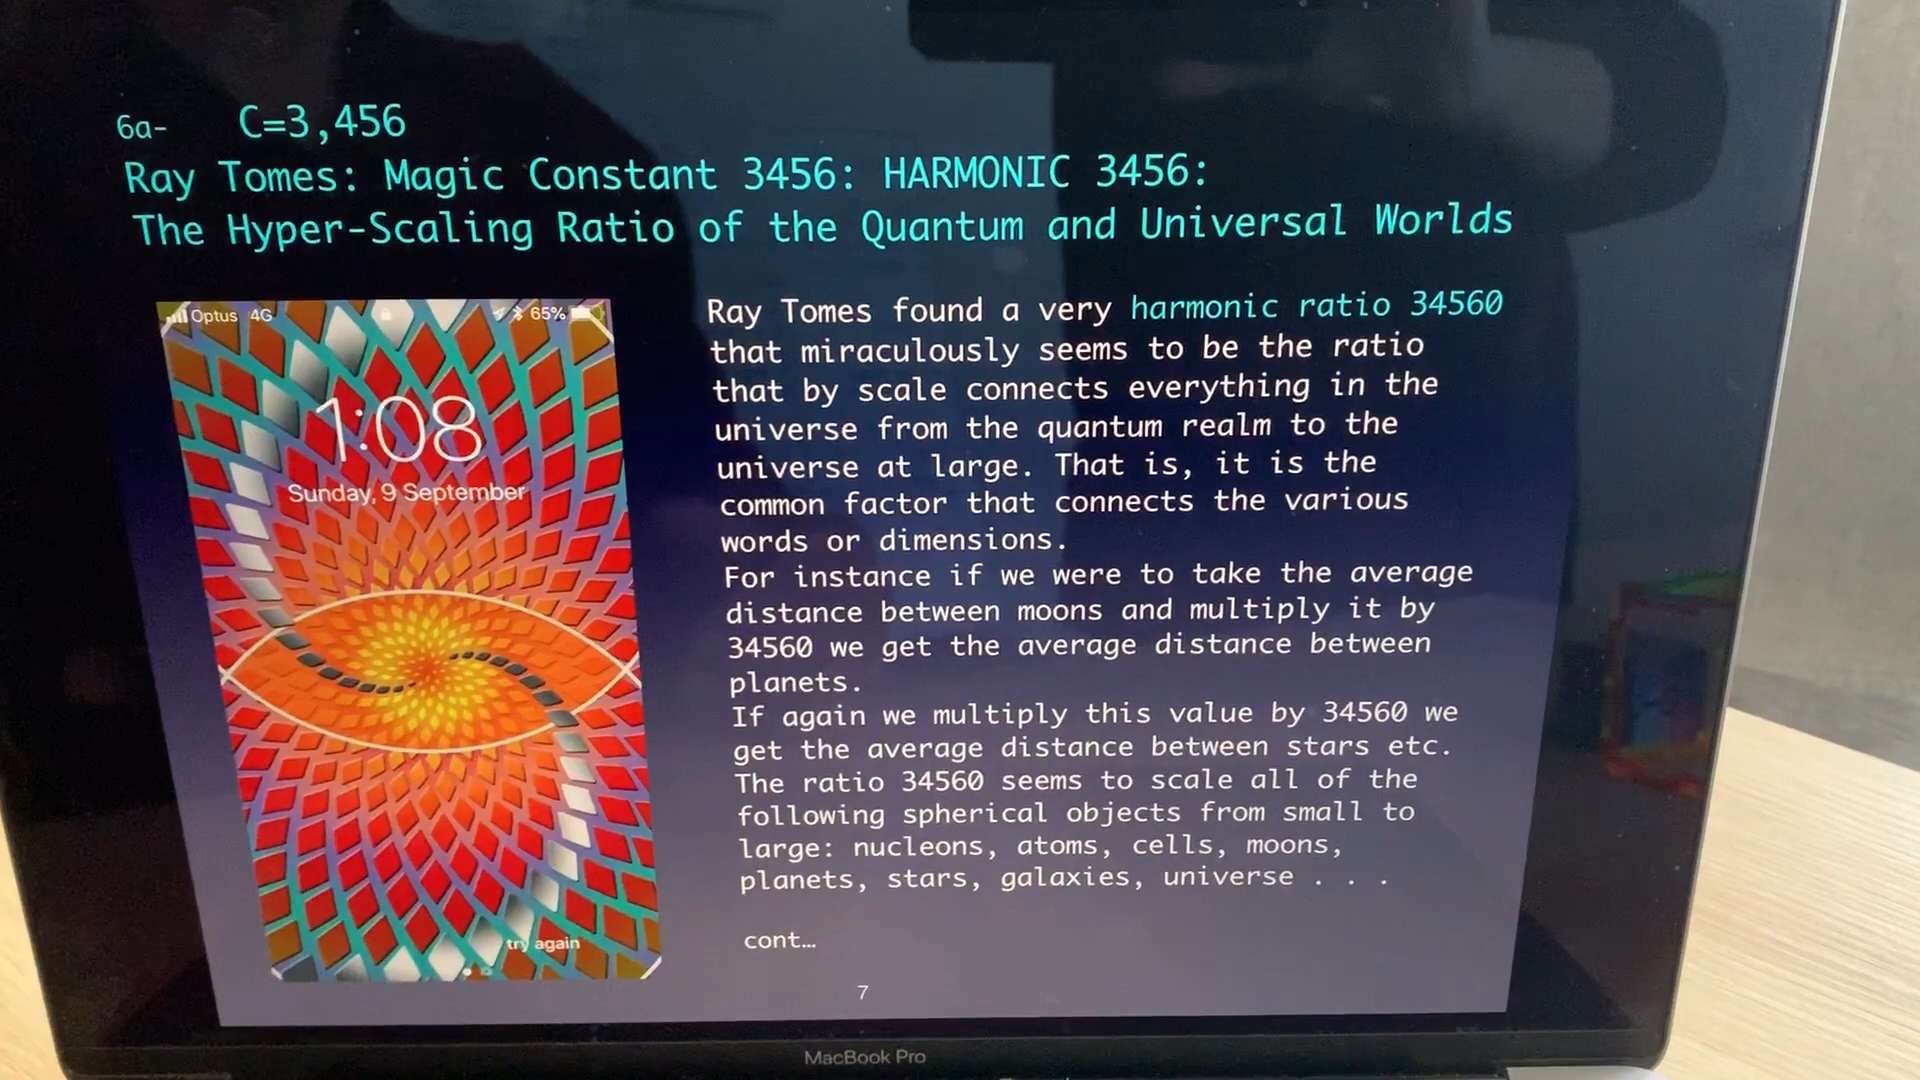 6a- C=3,456
Ray Tomes: Magic Constant 3456: HARMONIC 3456:
The Hyper-Scaling Ratio of the Quantum and Universal Worlds
Optus 4G 65%
1:08
Sunday, 9 September
try again
Ray Tomes found a very harmonic ratio 34560
that miraculously seems to be the ratio
that by scale connects everything in the
universe from the quantum realm to the
universe at large. That is, it is the
common factor that connects the various
words or dimensions.
For instance if we were to take the average
distance between moons and multiply it by
34560 we get the average distance between
planets.
If again we multiply this value by 34560 we
get the average distance between stars etc.
The ratio 34560 seems to scale all of the
following spherical objects from small to
large: nucleons, atoms, cells, moons,
planets, stars, galaxies, universe . . .
cont…
7
MacBook Pro